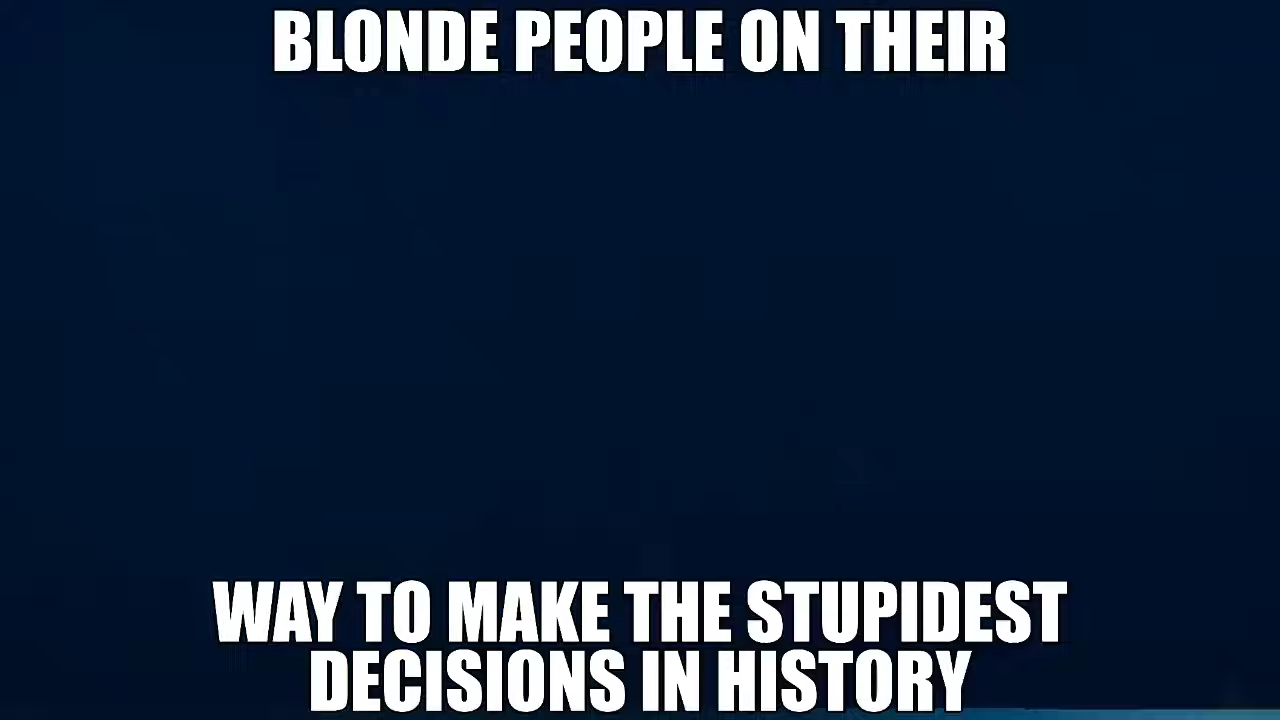 BLONDE PEOPLE ON THEIR
WAY TO MAKE THE STUPIDEST
DECISIONS IN HISTORY